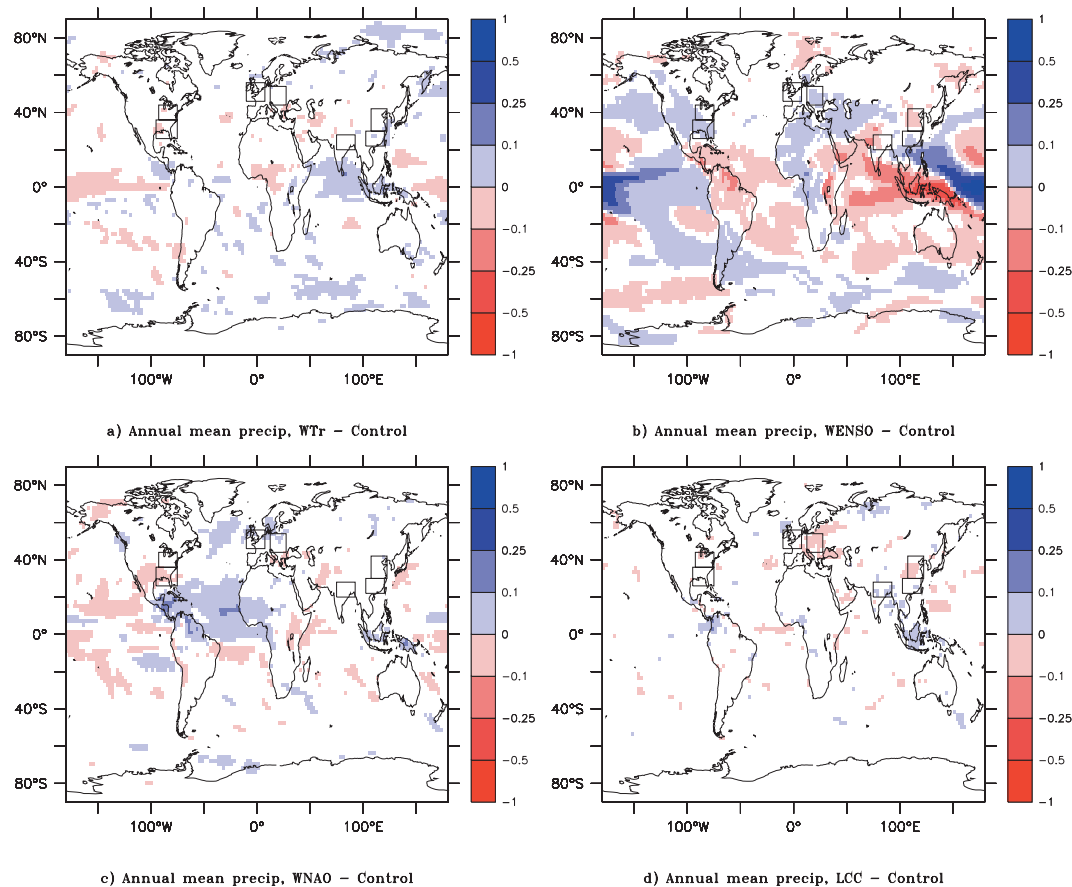 80°N
40°N
0°
40°S
80°S
100°W 0° 100°E
1
0.5
0.25
0.1
0
−0.1
−0.25
−0.5
−1
a) Annual mean precip, WTr − Control
80°N
40°N
0°
40°S
80°S
100°W 0° 100°E
1
0.5
0.25
0.1
0
−0.1
−0.25
−0.5
−1
b) Annual mean precip, WENSO − Control
80°N
40°N
0°
40°S
80°S
100°W 0° 100°E
1
0.5
0.25
0.1
0
−0.1
−0.25
−0.5
−1
c) Annual mean precip, WNAO − Control
80°N
40°N
0°
40°S
80°S
100°W 0° 100°E
1
0.5
0.25
0.1
0
−0.1
−0.25
−0.5
−1
d) Annual mean precip, LCC − Control